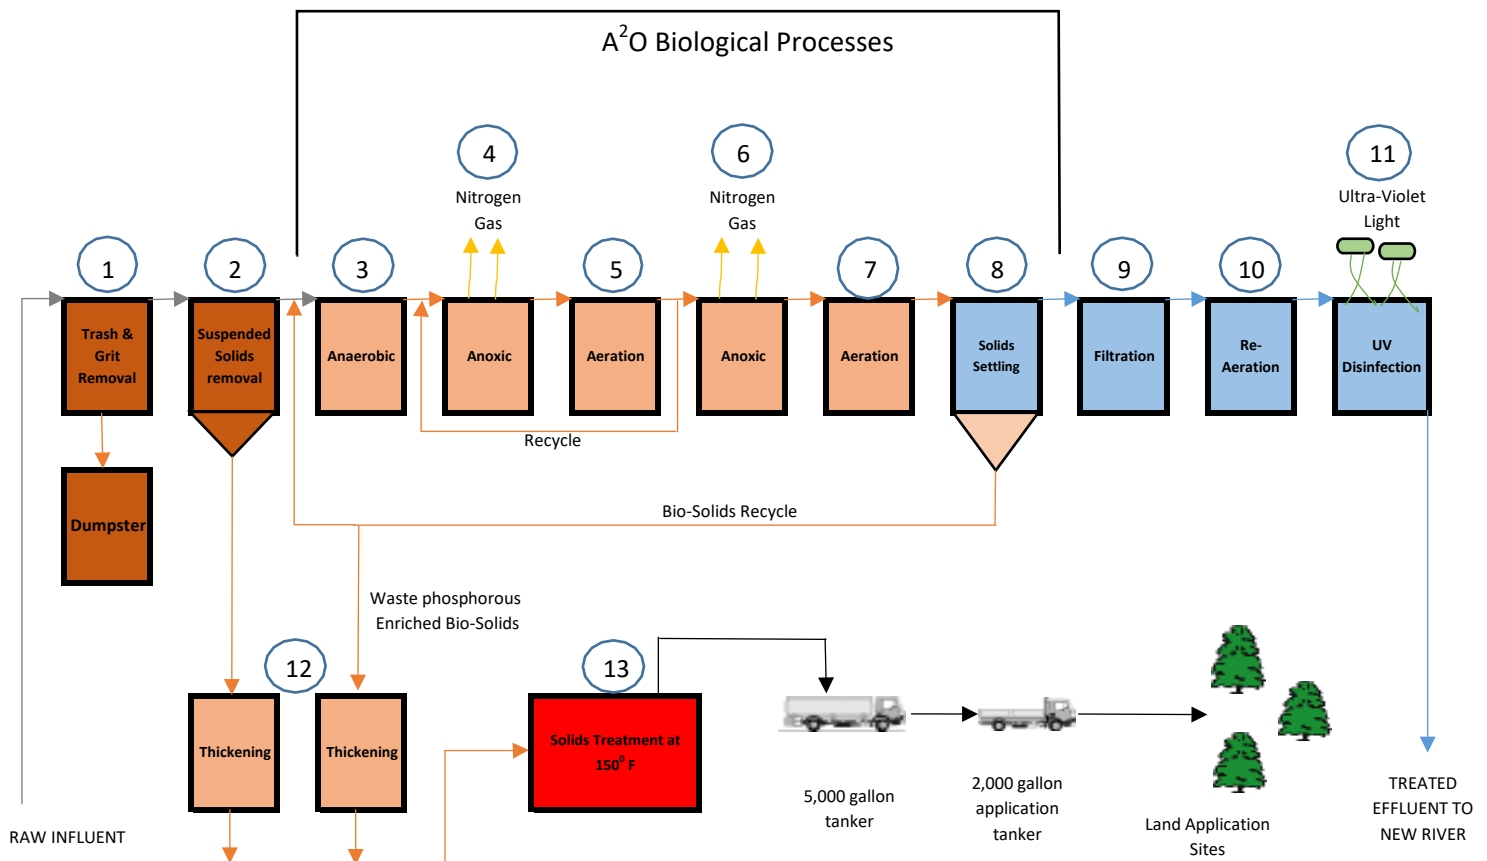 A²O Biological Processes
4
6
11
Nitrogen
Gas
Nitrogen
Gas
Ultra-Violet
Light
1
2
3
5
7
8
9
10
Trash &
Grit
Removal
Suspended
Solids
removal
Anaerobic
Anoxic
Aeration
Anoxic
Aeration
Solids
Settling
Filtration
Re-
Aeration
UV
Disinfection
Recycle
Dumpster
Bio-Solids Recycle
Waste phosphorous
Enriched Bio-Solids
12
13
Thickening
Thickening
Solids Treatment at
150⁰ F
5,000 gallon
tanker
2,000 gallon
application
tanker
Land Application
Sites
TREATED
EFFLUENT TO
NEW RIVER
RAW INFLUENT